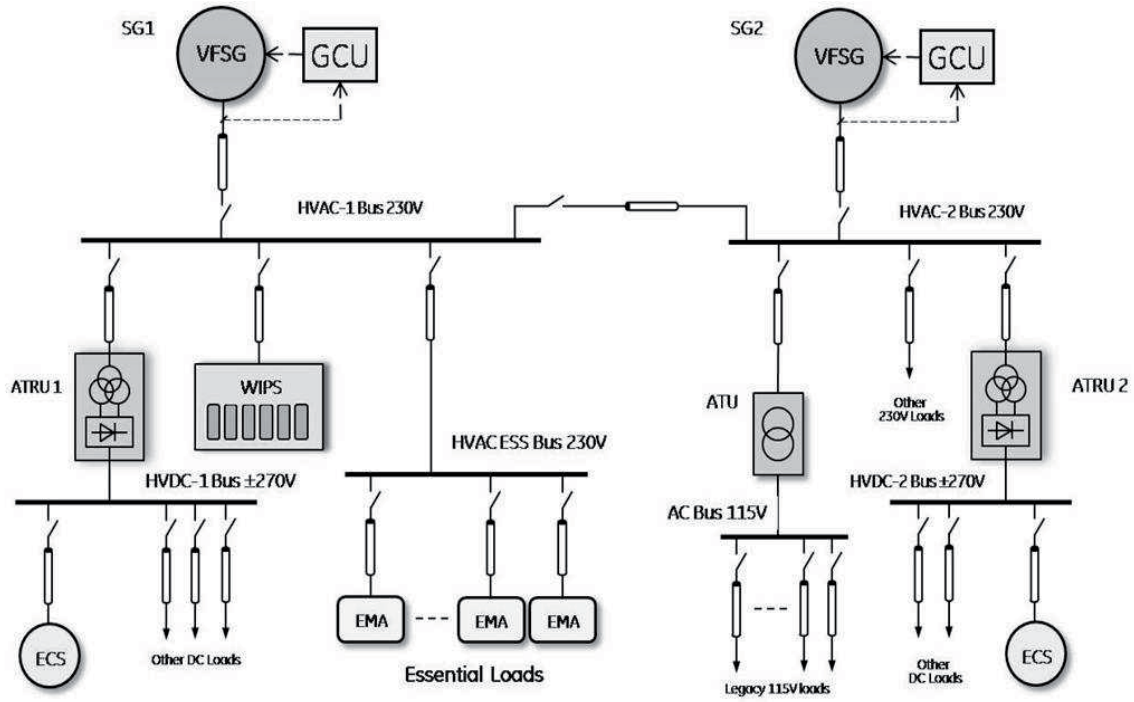 SG1
VFSG
GCU
SG2
VFSG
GCU
HVAC-1 Bus 230V
HVAC-2 Bus 230V
ATRU 1
WIPS
ATU
Other
230V Loads
ATRU 2
HVAC ESS Bus 230V
HVDC-1 Bus ±270V
HVDC-2 Bus ±270V
AC Bus 115V
EMA
EMA
EMA
ECS
Other DC Loads
Essential Loads
Legacy 115V loads
Other
DC Loads
ECS